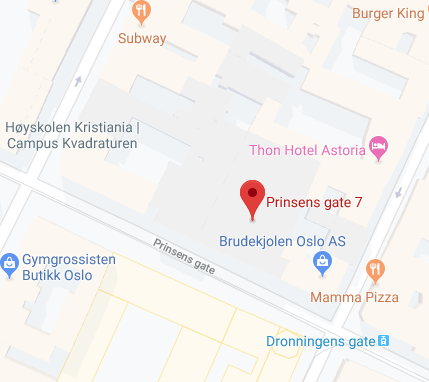 Burger King
Subway
Høyskolen Kristiania |
Campus Kvadraturen
Thon Hotel Astoria
Prinsens gate 7
Brudekjolen Oslo AS
Prinsens gate
Gymgrossisten
Butikk Oslo
Mamma Pizza
Dronningens gate